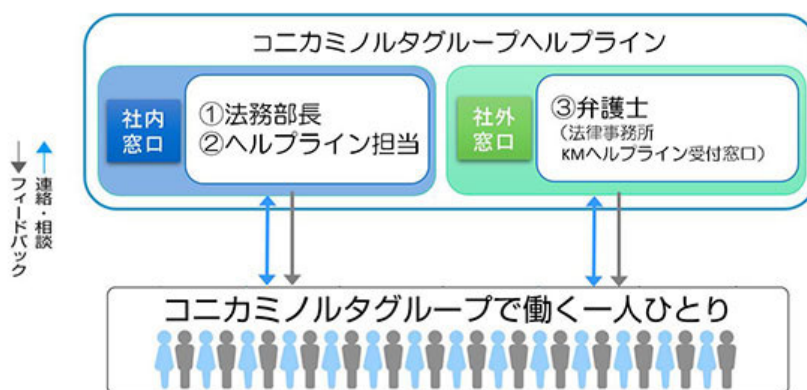 コニカミノルタグループヘルプライン
社内
窓口
①法務部長
②ヘルプライン担当
社外
窓口
③弁護士
(法律事務所
KMヘルプライン受付窓口)
連絡・相談
フィードバック
コニカミノルタグループで働く一人ひとり